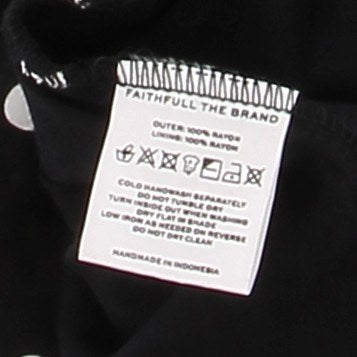 FAITHFULL THE BRAND
OUTER: 100% RAYON
LINING: 100% RAYON
COLD HANDWASH SEPARATELY
DO NOT TUMBLE DRY
TURN INSIDE OUT WHEN WASHING
DRY FLAT IN SHADE
LOW IRON AS NEEDED ON REVERSE
DO NOT DRY CLEAN
HANDMADE IN INDONESIA